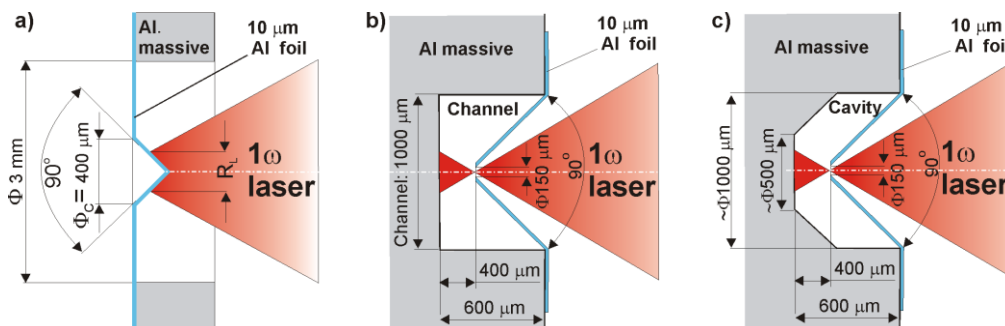 a)
Al.
massive
10 μm
Al foil
Φ 3 mm
90°
Φc = 400 μm
RL
1ω
laser
b)
Al massive
10 μm
Al foil
Channel
Channel: 1000 μm
Φ150 μm
90°
1ω
laser
400 μm
600 μm
c)
Al massive
10 μm
Al foil
Cavity
~Φ1000 μm
~Φ500 μm
Φ150 μm
90°
1ω
laser
400 μm
600 μm